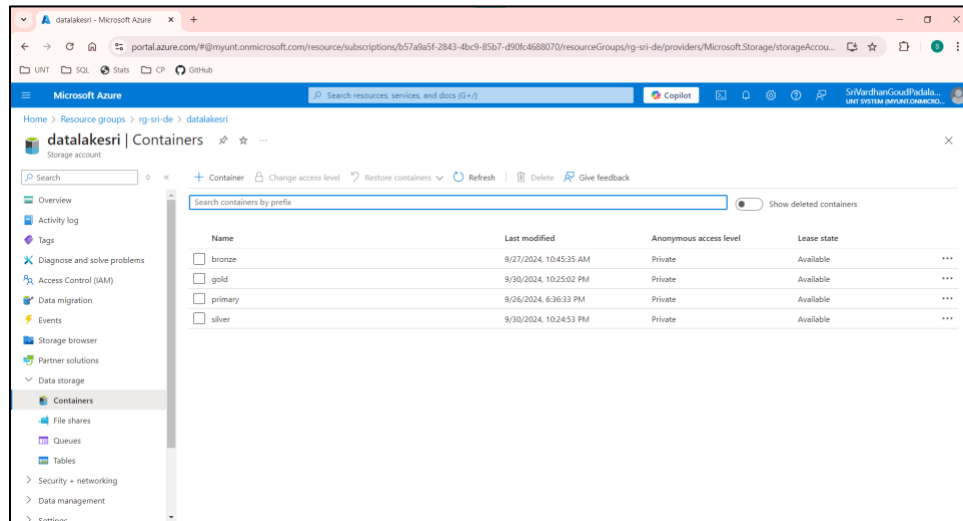 datalakesri - Microsoft Azure
portal.azure.com/#@myunt.onmicrosoft.com/resource/subscriptions/b57a9a5f-2843-4bc9-85b7-d90fc4688070/resourceGroups/rg-sri-de/providers/Microsoft.Storage/storageAccou...
UNT SQL Stats CP GitHub
Microsoft Azure
Search resources, services, and docs (G+/)
Copilot
SriVardhanGoudPadala...
UNT SYSTEM (MYUNT.ONMICRO...
Home > Resource groups > rg-sri-de > datalakesri
datalakesri | Containers
Storage account
Search
+ Container Change access level Restore containers Refresh Delete Give feedback
Overview
Activity log
Tags
Diagnose and solve problems
Access Control (IAM)
Data migration
Events
Storage browser
Partner solutions
Data storage
Containers
File shares
Queues
Tables
Security + networking
Data management
Settings
Search containers by prefix
Show deleted containers
Name Last modified Anonymous access level Lease state
bronze 9/27/2024, 10:45:35 AM Private Available ...
gold 9/30/2024, 10:25:02 PM Private Available ...
primary 9/26/2024, 6:36:33 PM Private Available ...
silver 9/30/2024, 10:24:53 PM Private Available ...